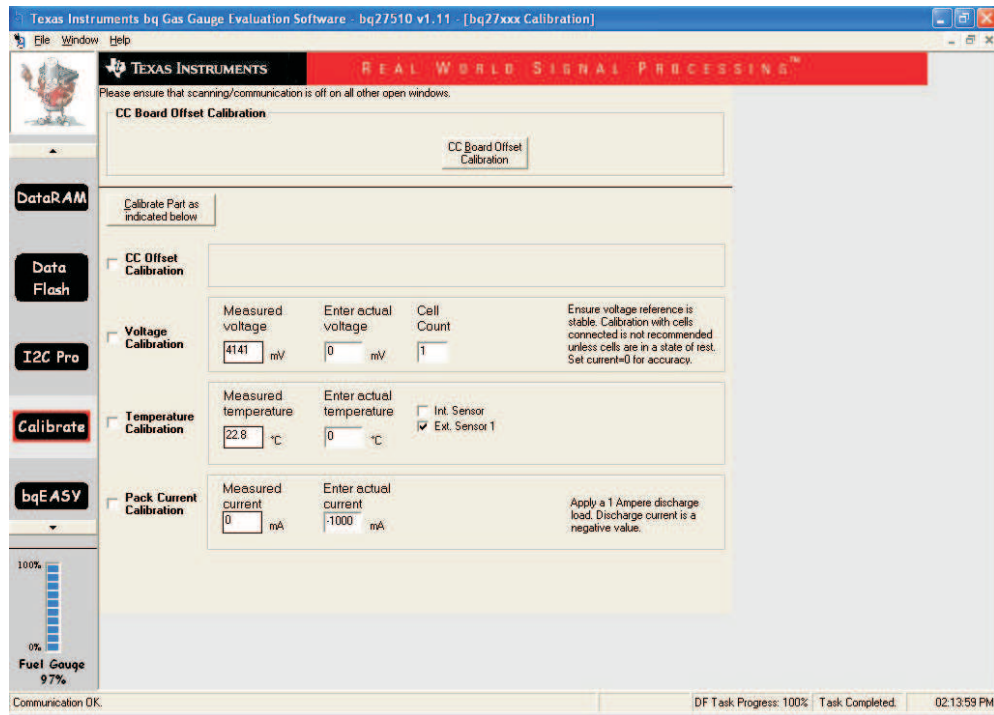 Texas Instruments bq Gas Gauge Evaluation Software - bq27510 v1.11 - [bq27xxx Calibration]
File Window Help
TEXAS INSTRUMENTS
REAL WORLD SIGNAL PROCESSING™
Please ensure that scanning/communication is off on all other open windows.
CC Board Offset Calibration
CC Board Offset
Calibration
DataRAM
Data
Flash
I2C Pro
Calibrate
bqEASY
100%
0%
Fuel Gauge
97%
Calibrate Part as
indicated below
CC Offset
Calibration
Voltage
Calibration
Measured
voltage
4141 mV
Enter actual
voltage
0 mV
Cell
Count
1
Ensure voltage reference is
stable. Calibration with cells
connected is not recommended
unless cells are in a state of rest.
Set current=0 for accuracy.
Temperature
Calibration
Measured
temperature
22.8 °C
Enter actual
temperature
0 °C
Int. Sensor
Ext. Sensor 1
Pack Current
Calibration
Measured
current
0 mA
Enter actual
current
-1000 mA
Apply a 1 Ampere discharge
load. Discharge current is a
negative value.
Communication OK.
DF Task Progress: 100%
Task Completed.
02:13:59 PM